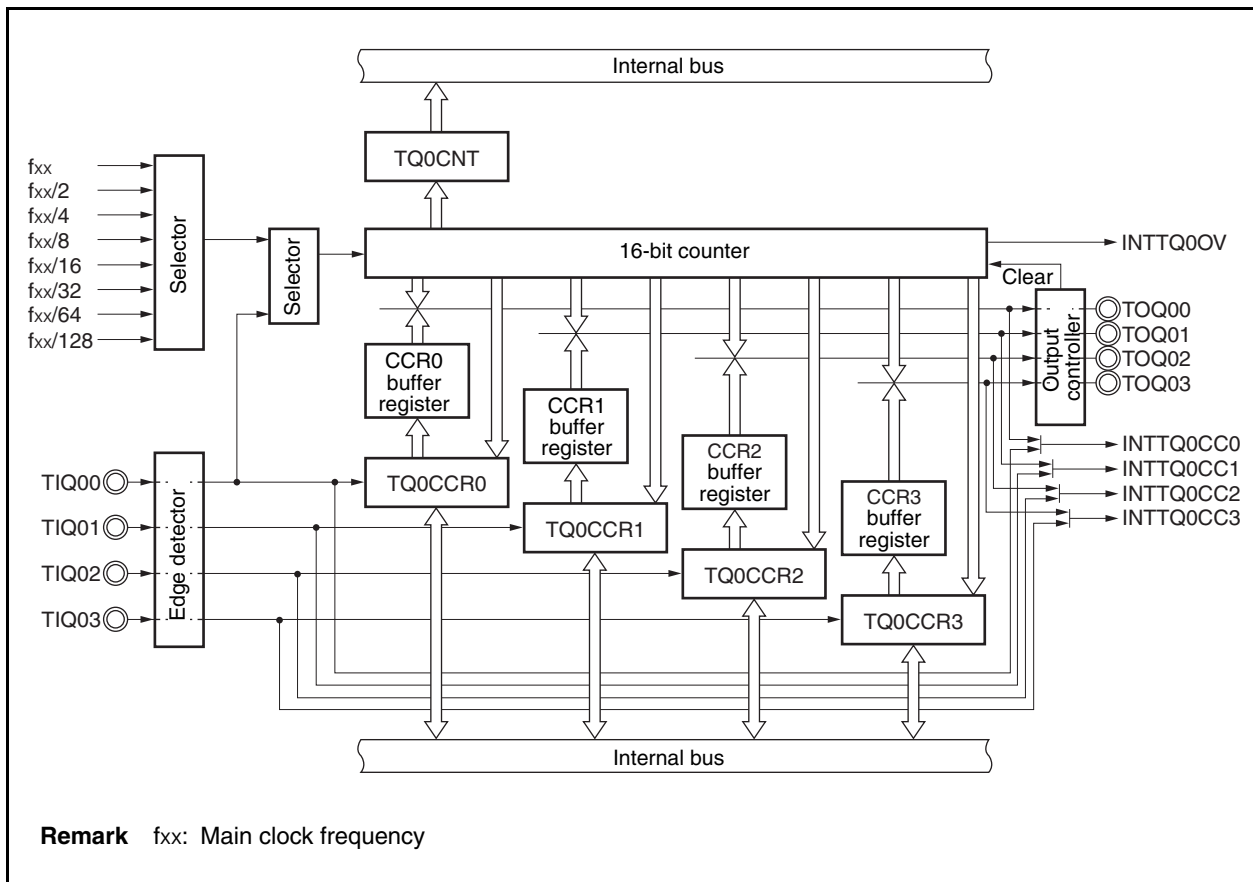 Internal bus
TQ0CNT
fxx
fxx/2
fxx/4
fxx/8
fxx/16
fxx/32
fxx/64
fxx/128
Selector
Selector
16-bit counter
INTTQ0OV
Clear
Output
controller
TOQ00
TOQ01
TOQ02
TOQ03
CCR0
buffer
register
CCR1
buffer
register
CCR2
buffer
register
CCR3
buffer
register
INTTQ0CC0
INTTQ0CC1
INTTQ0CC2
INTTQ0CC3
TIQ00
TIQ01
TIQ02
TIQ03
Edge detector
TQ0CCR0
TQ0CCR1
TQ0CCR2
TQ0CCR3
Internal bus
Remark fxx: Main clock frequency